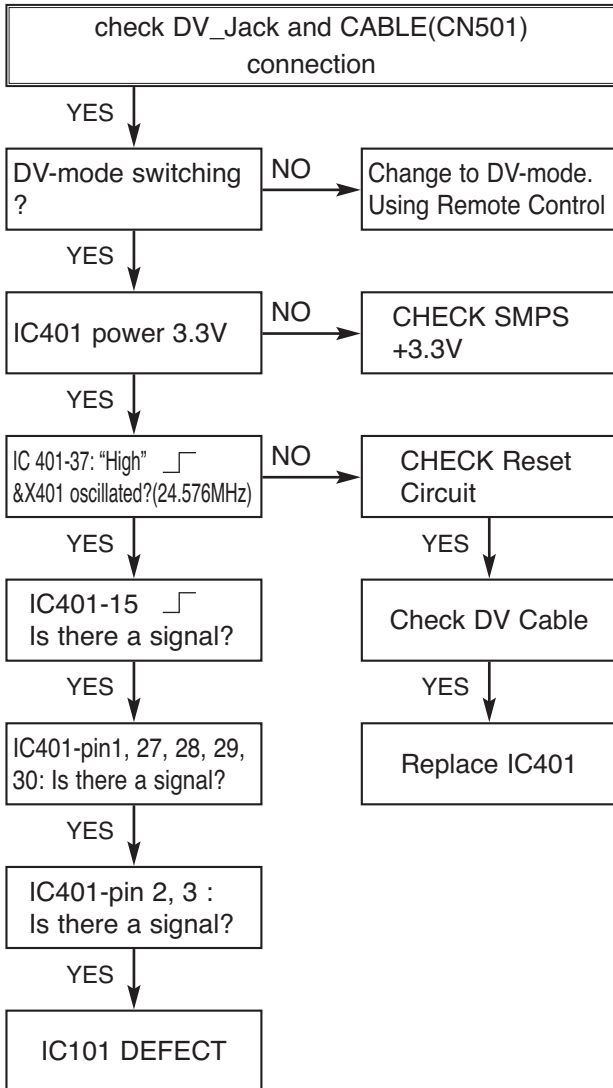 check DV_Jack and CABLE(CN501)
connection
YES
DV-mode switching
?
NO
Change to DV-mode.
Using Remote Control
YES
IC401 power 3.3V
NO
CHECK SMPS
+3.3V
YES
IC 401-37: “High”
&X401 oscillated?(24.576MHz)
NO
CHECK Reset
Circuit
YES
YES
IC401-15
Is there a signal?
Check DV Cable
YES
YES
IC401-pin1, 27, 28, 29,
30: Is there a signal?
Replace IC401
YES
IC401-pin 2, 3 :
Is there a signal?
YES
IC101 DEFECT